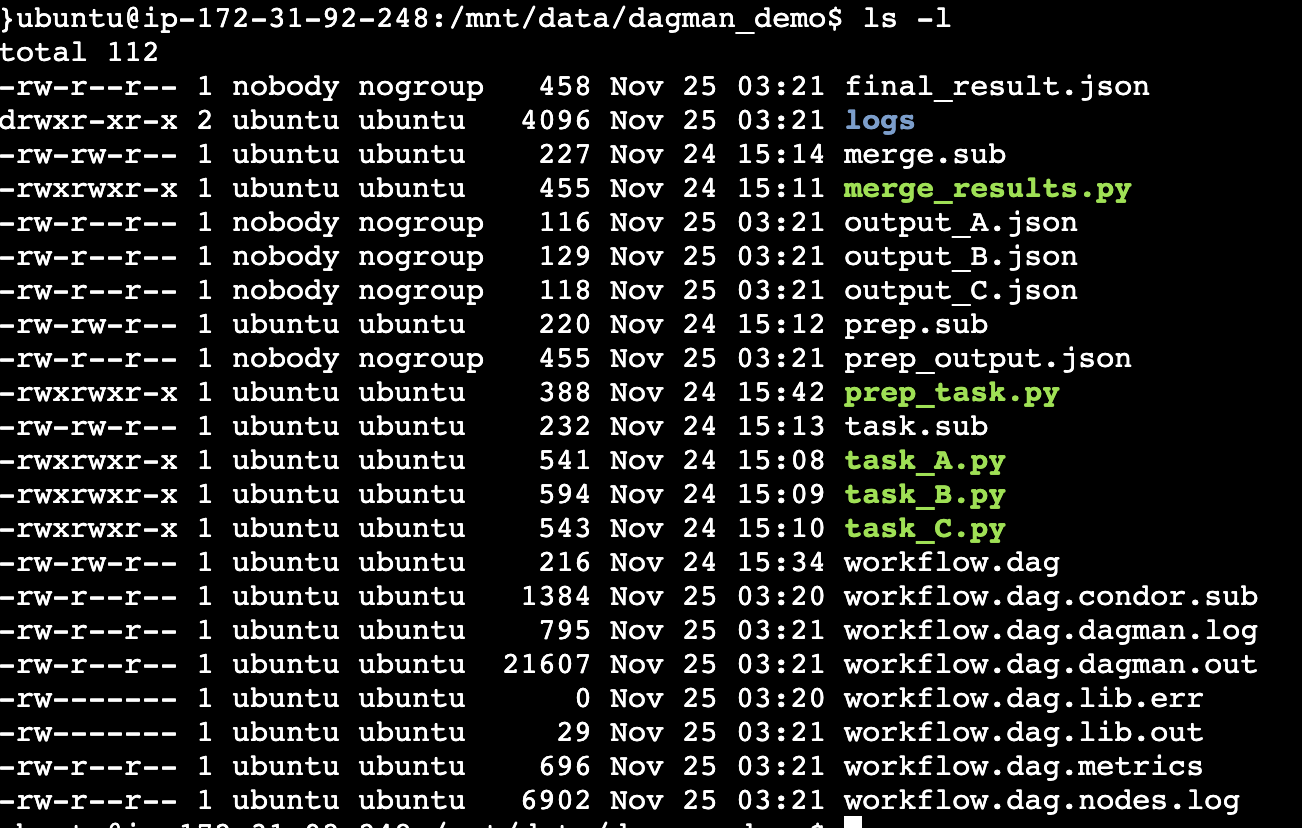 }ubuntu@ip-172-31-92-248:/mnt/data/dagman_demo$ ls -l
total 112
-rw-r--r-- 1 nobody nogroup   458 Nov 25 03:21 final_result.json
drwxr-xr-x 2 ubuntu ubuntu   4096 Nov 25 03:21 logs
-rw-rw-r-- 1 ubuntu ubuntu    227 Nov 24 15:14 merge.sub
-rwxrwxr-x 1 ubuntu ubuntu    455 Nov 24 15:11 merge_results.py
-rw-r--r-- 1 nobody nogroup   116 Nov 25 03:21 output_A.json
-rw-r--r-- 1 nobody nogroup   129 Nov 25 03:21 output_B.json
-rw-r--r-- 1 nobody nogroup   118 Nov 25 03:21 output_C.json
-rw-rw-r-- 1 ubuntu ubuntu    220 Nov 24 15:12 prep.sub
-rw-r--r-- 1 nobody nogroup   455 Nov 25 03:21 prep_output.json
-rwxrwxr-x 1 ubuntu ubuntu    388 Nov 24 15:42 prep_task.py
-rw-rw-r-- 1 ubuntu ubuntu    232 Nov 24 15:13 task.sub
-rwxrwxr-x 1 ubuntu ubuntu    541 Nov 24 15:08 task_A.py
-rwxrwxr-x 1 ubuntu ubuntu    594 Nov 24 15:09 task_B.py
-rwxrwxr-x 1 ubuntu ubuntu    543 Nov 24 15:10 task_C.py
-rw-rw-r-- 1 ubuntu ubuntu    216 Nov 24 15:34 workflow.dag
-rw-r--r-- 1 ubuntu ubuntu   1384 Nov 25 03:20 workflow.dag.condor.sub
-rw-r--r-- 1 ubuntu ubuntu    795 Nov 25 03:21 workflow.dag.dagman.log
-rw-r--r-- 1 ubuntu ubuntu  21607 Nov 25 03:21 workflow.dag.dagman.out
-rw------- 1 ubuntu ubuntu      0 Nov 25 03:20 workflow.dag.lib.err
-rw------- 1 ubuntu ubuntu     29 Nov 25 03:21 workflow.dag.lib.out
-rw-r--r-- 1 ubuntu ubuntu    696 Nov 25 03:21 workflow.dag.metrics
-rw-r--r-- 1 ubuntu ubuntu   6902 Nov 25 03:21 workflow.dag.nodes.log